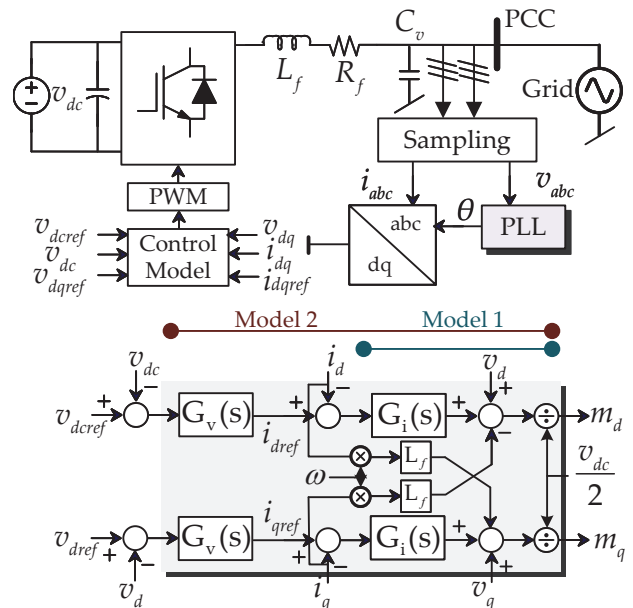 PCC
C_v
L_f
R_f
v_dc
Grid
Sampling
i_abc
v_abc
PWM
θ
abc
dq
PLL
v_dcref
v_dc
v_dqref
Control
Model
v_dq
i_dq
i_dqref
Model 2
Model 1
v_dc
i_d
v_d
v_dcref
+
−
G_v(s)
+
−
G_i(s)
+
+
−
÷
m_d
i_dref
×
L_f
ω
×
L_f
v_dc
2
i_qref
v_dref
+
−
G_v(s)
+
−
G_i(s)
+
+
÷
m_q
v_d
i_q
v_q